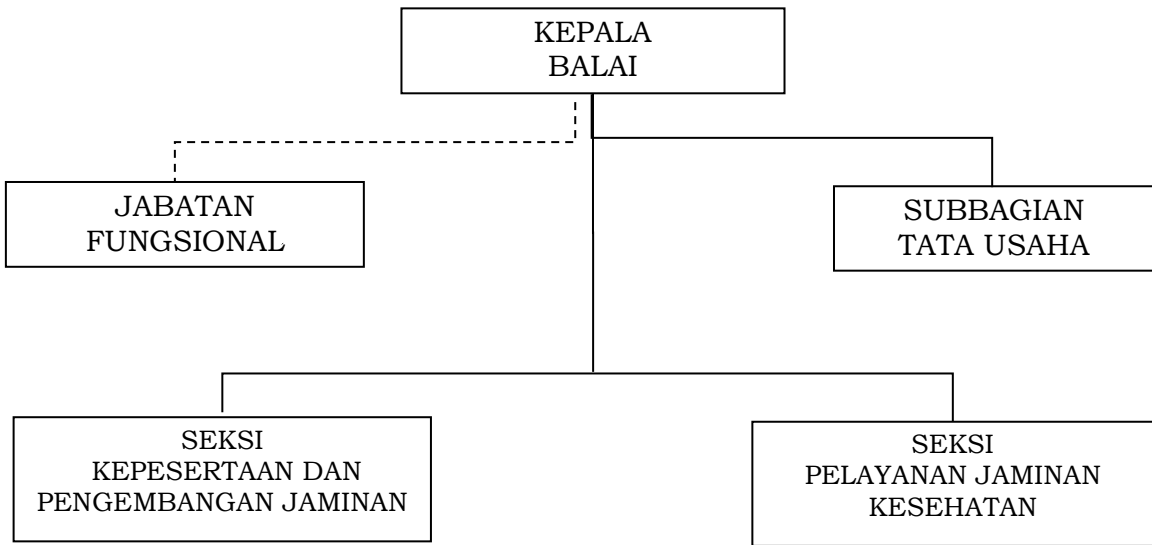 KEPALA
BALAI
JABATAN
FUNGSIONAL
SUBBAGIAN
TATA USAHA
SEKSI
KEPESERTAAN DAN
PENGEMBANGAN JAMINAN
SEKSI
PELAYANAN JAMINAN
KESEHATAN